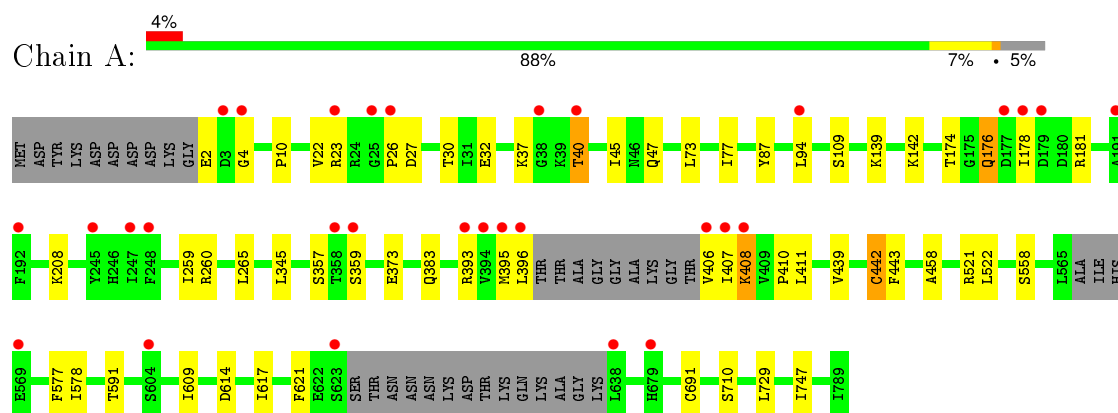 4%
Chain A:
88% 7% • 5%
MET ASP TYR LYS ASP ASP ASP ASP LYS GLY E2 D3 G4 P10 V22 R23 R24 G25 P26 D27 T30 I31 E32 K37 G38 K39 T40 I45 N46 Q47 L73 I77 Y87 L94 S109 K139 K142 T174 G175 Q176 D177 I178 D179 D180 R181 A191
F192 K208 Y245 H246 I247 F248 I259 R260 L265 L345 S357 T358 S359 E373 Q383 R393 V394 M395 L396 THR THR ALA GLY GLY ALA LYS GLY THR V406 I407 K408 V409 P410 L411 V439 C442 F443 A458 R521 L522 S558 L565 ALA ILE HIS
E569 F577 I578 T591 S604 I609 D614 I617 F621 E622 S623 SER THR ASN ASN ASN LYS ASP THR LYS GLN LYS LYS ALA GLY LYS L638 H679 C691 S710 L729 I747 I789